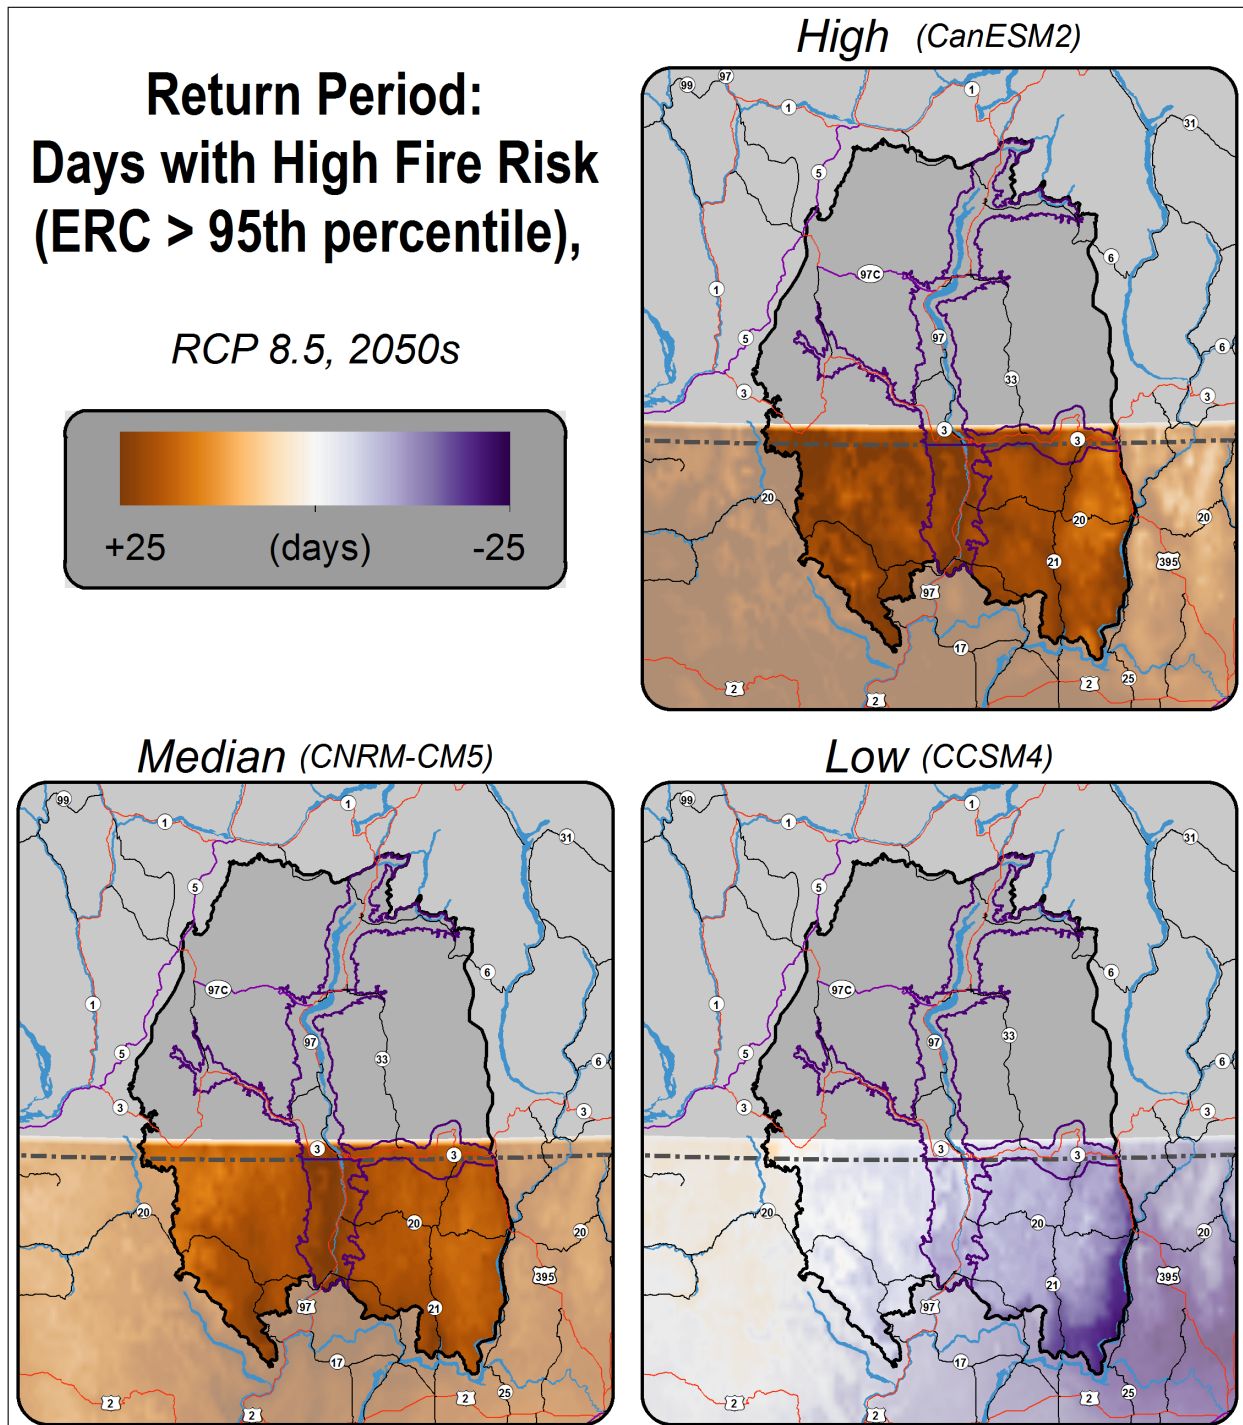 High (CanESM2)
Return Period:
Days with High Fire Risk
(ERC > 95th percentile),
RCP 8.5, 2050s
+25 (days) -25
99 97 1 1 31
5
6
97C
1
5 97 6
33
3 3
3 3
20 20 20
21 395
97
17
2 2 25
2
Median (CNRM-CM5)
Low (CCSM4)
99 1 1 31
5
6
97C
1
5 97 33 6
3 3
3 3
20 20 20
395
97 21
17
2 2 25
2
99 1 1 31
5
6
97C
1
5 97 33 6
3 3
3 3
20 20 20
21 395
97
17
2 2 25
2